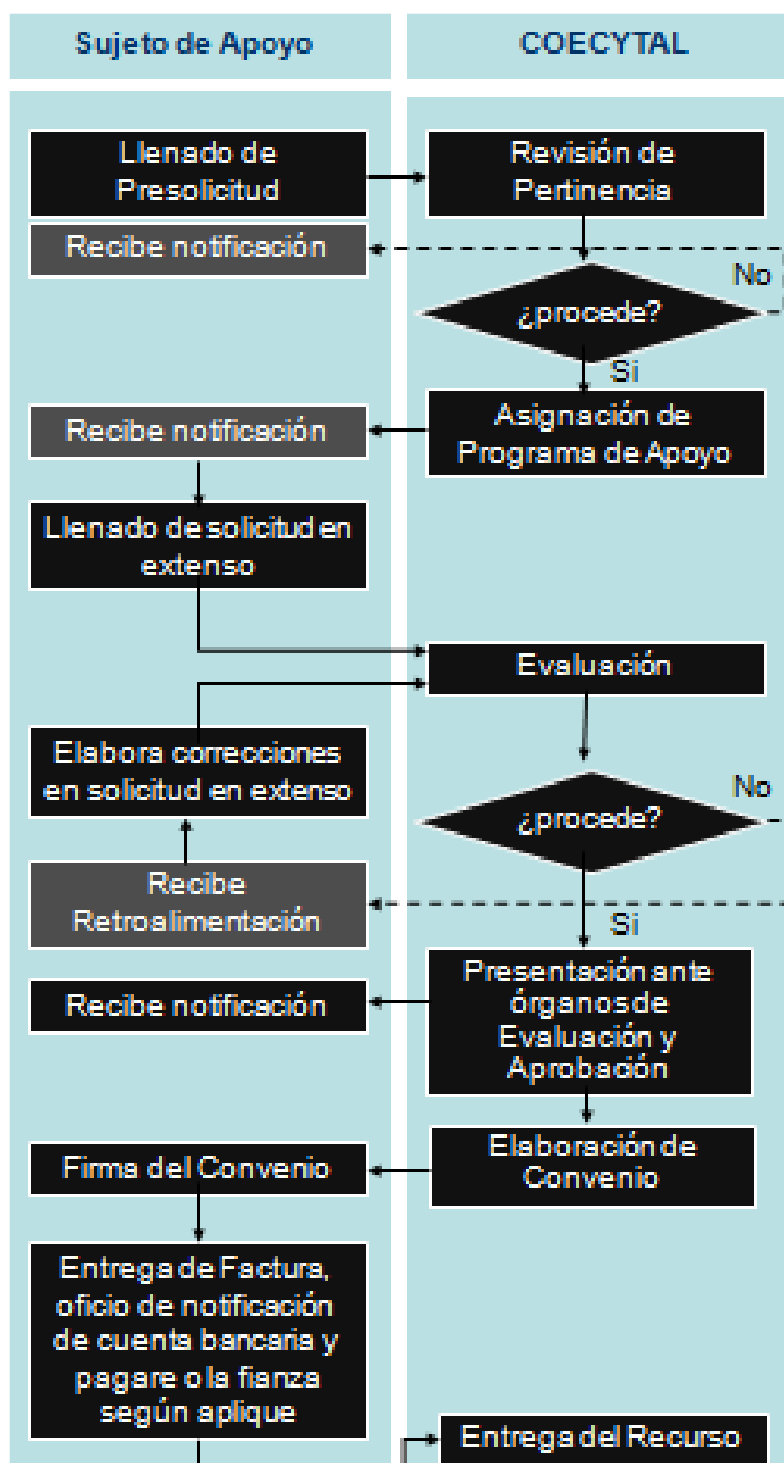 Sujeto de Apoyo
COECYTAL
Llenado de
Presolicitud
Revisión de
Pertinencia
Recibe notificación
No
¿procede?
Si
Recibe notificación
Asignación de
Programa de Apoyo
Llenado de solicitud en
extenso
Evaluación
Elabora correcciones
en solicitud en extenso
No
¿procede?
Recibe
Retroalimentación
Si
Recibe notificación
Presentación ante
órganos de
Evaluación y
Aprobación
Firma del Convenio
Elaboración de
Convenio
Entrega de Factura,
oficio de notificación
de cuenta bancaria y
pagare o la fianza
según aplique
Entrega del Recurso